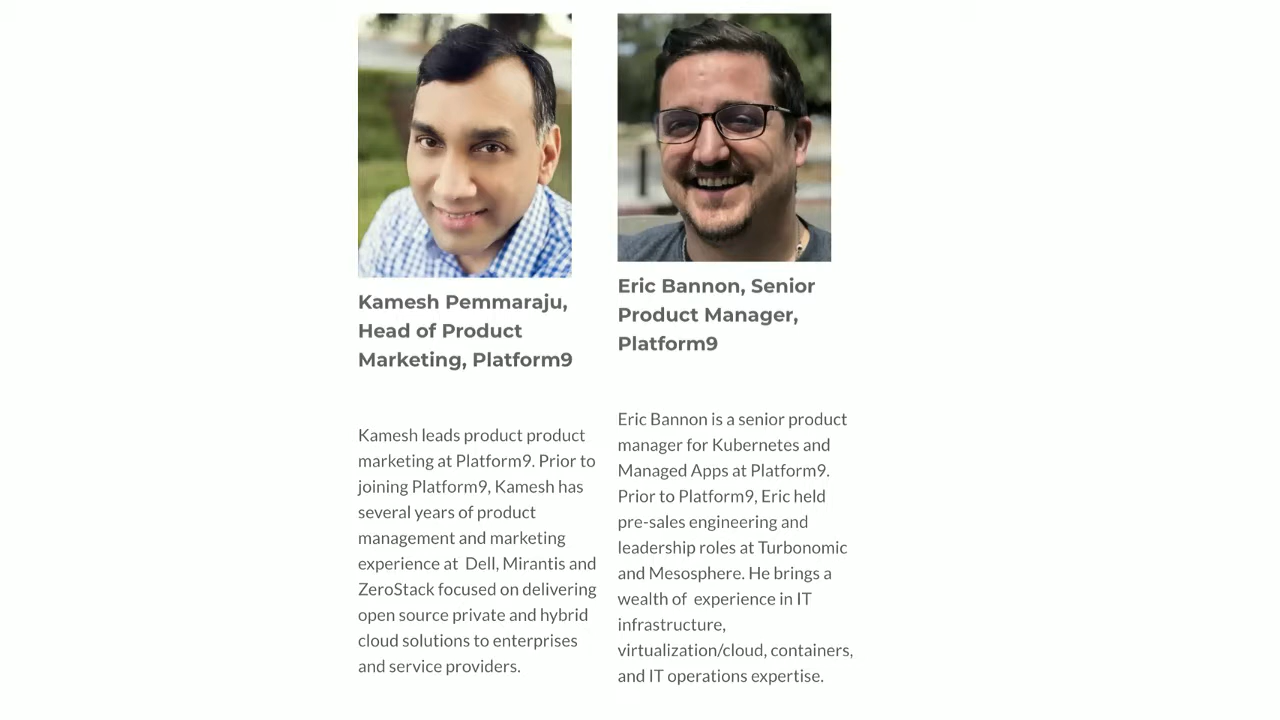 Kamesh Pemmaraju,
Head of Product
Marketing, Platform9
Kamesh leads product product
marketing at Platform9. Prior to
joining Platform9, Kamesh has
several years of product
management and marketing
experience at  Dell, Mirantis and
ZeroStack focused on delivering
open source private and hybrid
cloud solutions to enterprises
and service providers.
Eric Bannon, Senior
Product Manager,
Platform9
Eric Bannon is a senior product
manager for Kubernetes and
Managed Apps at Platform9.
Prior to Platform9, Eric held
pre-sales engineering and
leadership roles at Turbonomic
and Mesosphere. He brings a
wealth of  experience in IT
infrastructure,
virtualization/cloud, containers,
and IT operations expertise.